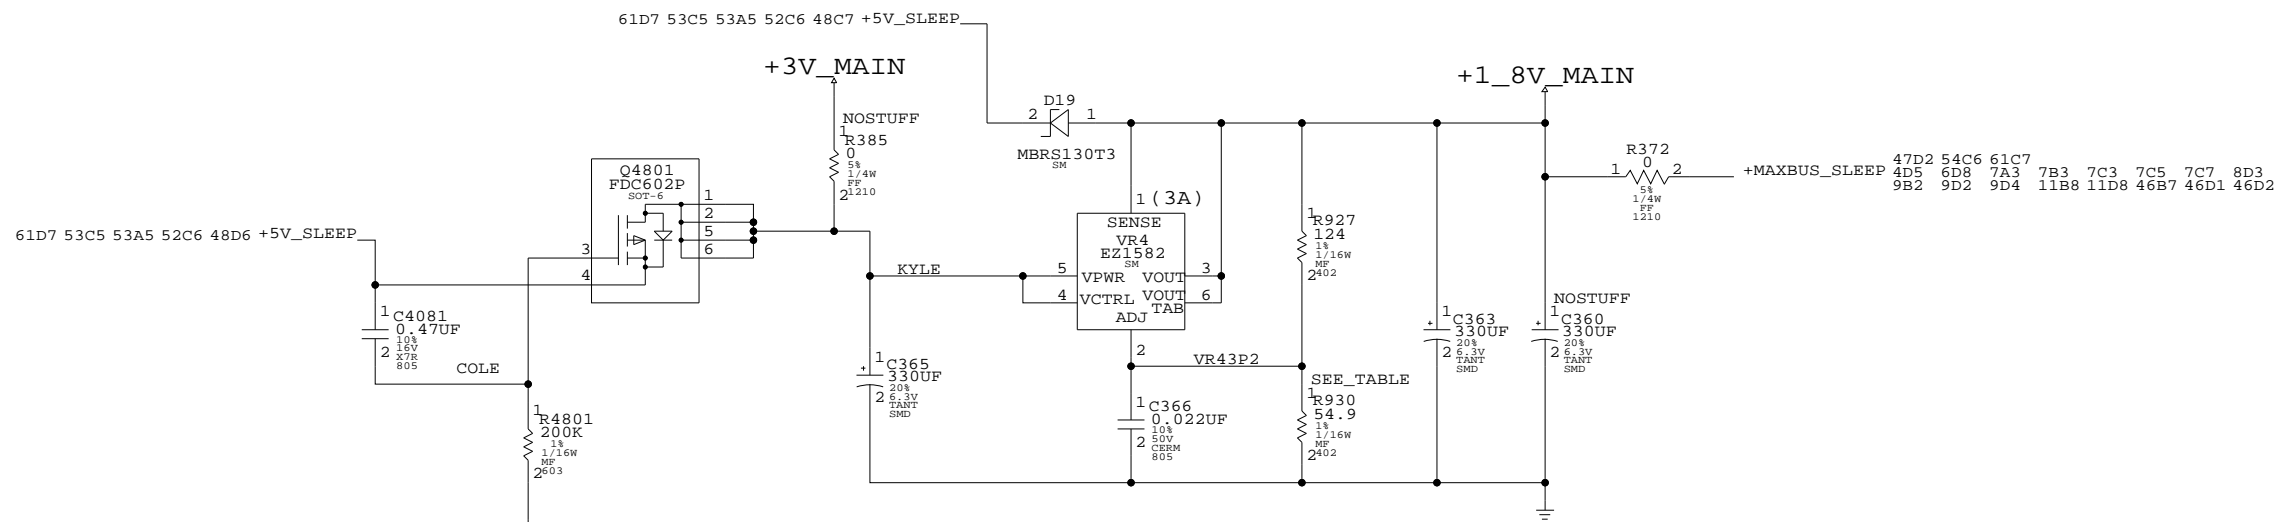 61D7 53C5 53A5 52C6 48C7 +5V_SLEEP
+3V_MAIN
+1_8V_MAIN
NOSTUFF
1
R385
0
5%
1/4W
FF
1210
2
2
D19
1
MBRS130T3
SM
Q4801
FDC602P
SOT-6
1
2
5
6
3
4
61D7 53C5 53A5 52C6 48D6 +5V_SLEEP
1
C4081
0.47UF
10%
16V
X7R
805
2
COLE
1
R4801
200K
1%
1/16W
MF
603
2
KYLE
1
C365
330UF
20%
6.3V
TANT
SMD
2
+
1 (3A)
SENSE
VR4
EZ1582
SM
5
VPWR
VOUT
3
4
VCTRL
VOUT
TAB
6
ADJ
2
VR43P2
1
C366
0.022UF
10%
50V
CERM
805
2
1
R927
124
1%
1/16W
MF
402
2
SEE_TABLE
1
R930
54.9
1%
1/16W
MF
402
2
1
C363
330UF
20%
6.3V
TANT
SMD
2
+
NOSTUFF
1
C360
330UF
20%
6.3V
TANT
SMD
2
+
R372
1
0
2
5%
1/4W
FF
1210
47D2 54C6 61C7
+MAXBUS_SLEEP 4D5 6D8 7A3 7B3 7C3 7C5 7C7 8D3
9B2 9D2 9D4 11B8 11D8 46B7 46D1 46D2